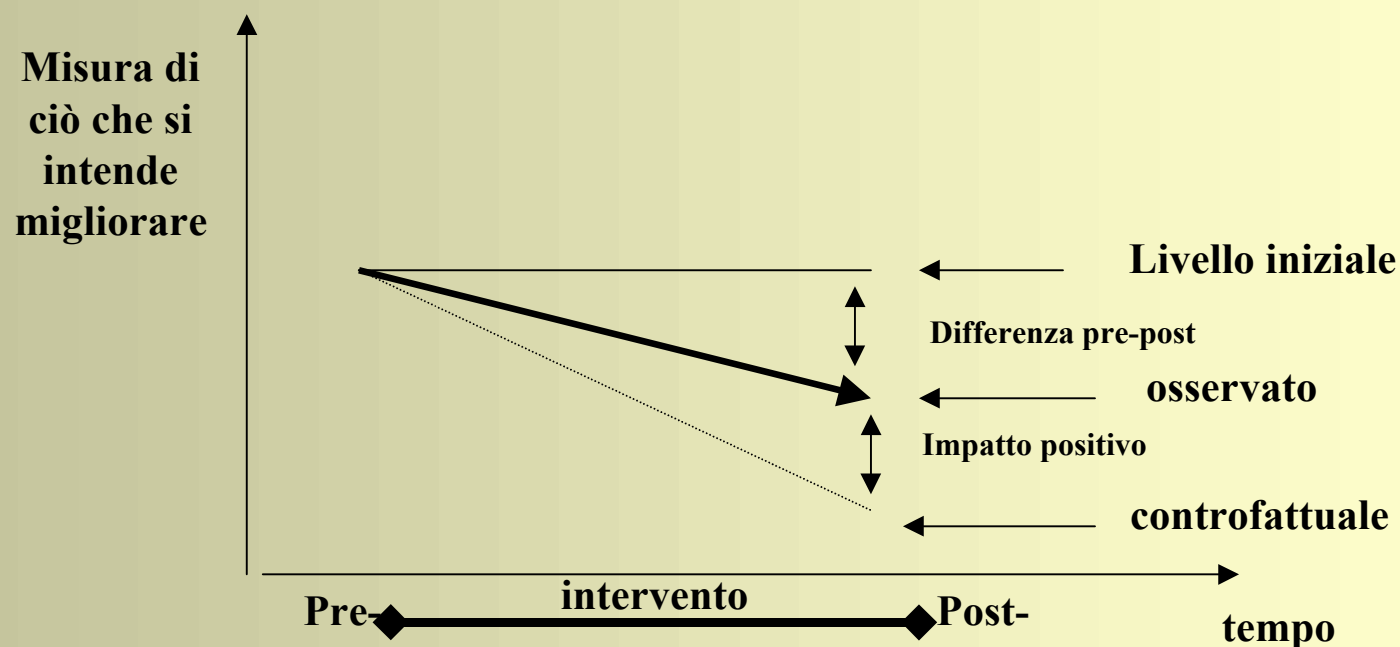 Misura di
ciò che si
intende
migliorare
Livello iniziale
Differenza pre-post
osservato
Impatto positivo
controfattuale
Pre-
intervento
Post-
tempo